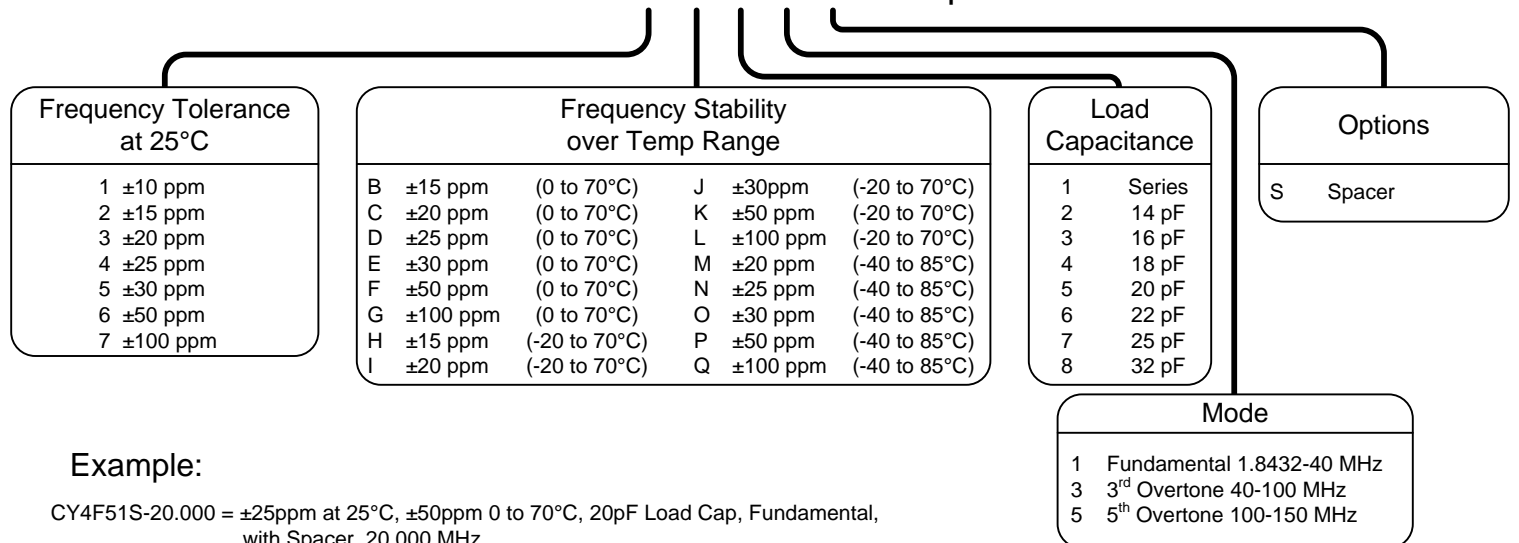 Frequency Tolerance
at 25°C
1 ±10 ppm
2 ±15 ppm
3 ±20 ppm
4 ±25 ppm
5 ±30 ppm
6 ±50 ppm
7 ±100 ppm
Frequency Stability
over Temp Range
B ±15 ppm (0 to 70°C) J ±30ppm (-20 to 70°C)
C ±20 ppm (0 to 70°C) K ±50 ppm (-20 to 70°C)
D ±25 ppm (0 to 70°C) L ±100 ppm (-20 to 70°C)
E ±30 ppm (0 to 70°C) M ±20 ppm (-40 to 85°C)
F ±50 ppm (0 to 70°C) N ±25 ppm (-40 to 85°C)
G ±100 ppm (0 to 70°C) O ±30 ppm (-40 to 85°C)
H ±15 ppm (-20 to 70°C) P ±50 ppm (-40 to 85°C)
I ±20 ppm (-20 to 70°C) Q ±100 ppm (-40 to 85°C)
Load
Capacitance
1 Series
2 14 pF
3 16 pF
4 18 pF
5 20 pF
6 22 pF
7 25 pF
8 32 pF
Options
S Spacer
Mode
1 Fundamental 1.8432-40 MHz
3 3rd Overtone 40-100 MHz
5 5th Overtone 100-150 MHz
Example:
CY4F51S-20.000 = ±25ppm at 25°C, ±50ppm 0 to 70°C, 20pF Load Cap, Fundamental,
with Spacer, 20.000 MHz